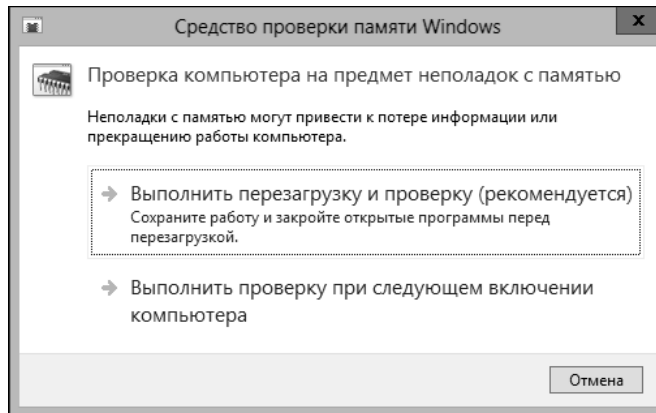 Средство проверки памяти Windows
x
Проверка компьютера на предмет неполадок с памятью
Неполадки с памятью могут привести к потере информации или
прекращению работы компьютера.
Выполнить перезагрузку и проверку (рекомендуется)
Сохраните работу и закройте открытые программы перед
перезагрузкой.
Выполнить проверку при следующем включении
компьютера
Отмена